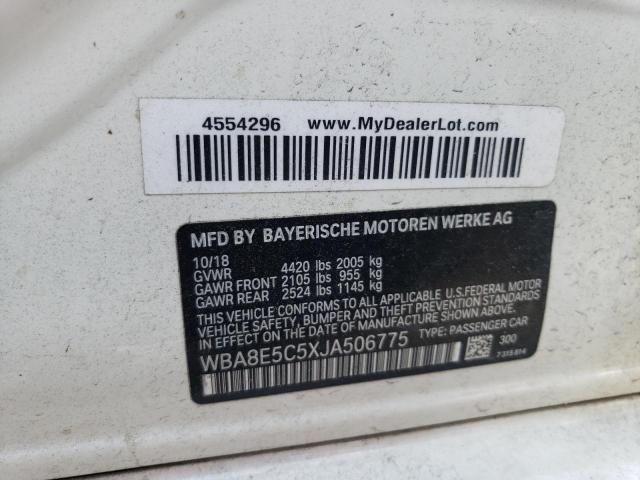 4554296 www.MyDealerLot.com
MFD BY BAYERISCHE MOTOREN WERKE AG
10/18
GVWR 4420 lbs 2005 kg
GAWR FRONT 2105 lbs 955 kg
GAWR REAR 2524 lbs 1145 kg
THIS VEHICLE CONFORMS TO ALL APPLICABLE U.S.FEDERAL MOTOR
VEHICLE SAFETY, BUMPER AND THEFT PREVENTION STANDARDS
IN EFFECT ON THE DATE OF MANUFACTURE SHOWN ABOVE.
WBA8E5C5XJA506775 TYPE: PASSENGER CAR
300
7315814